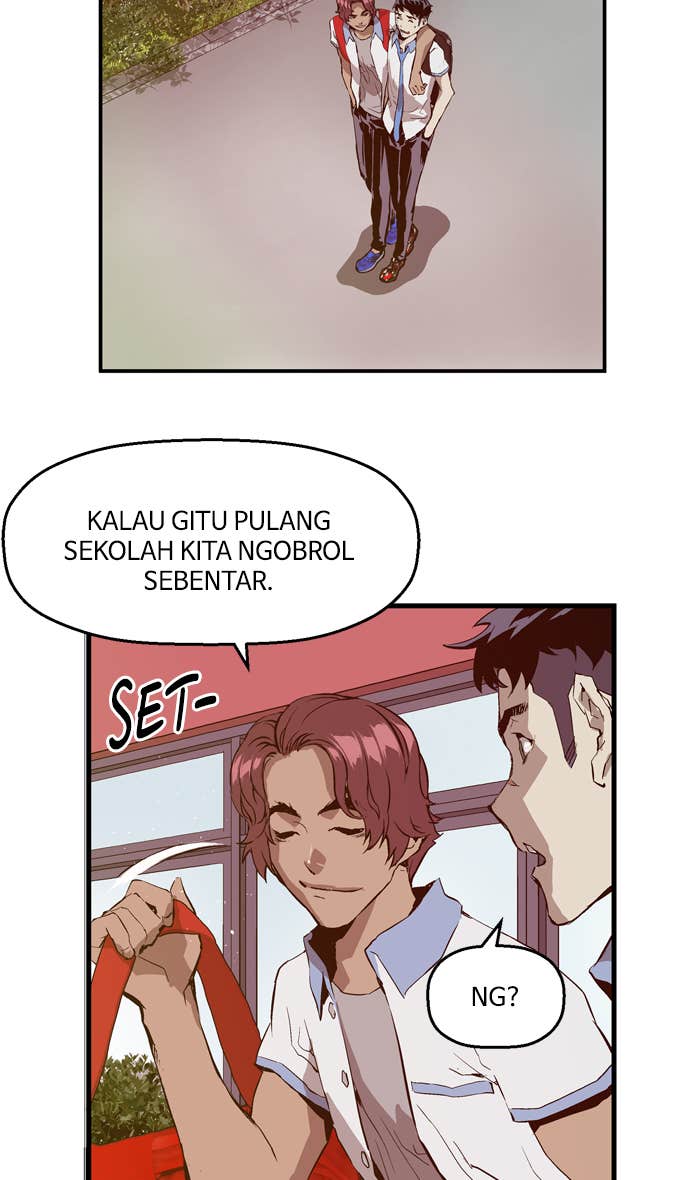 KALAU GITU PULANG
SEKOLAH KITA NGOBROL
SEBENTAR.
SET-
NG?